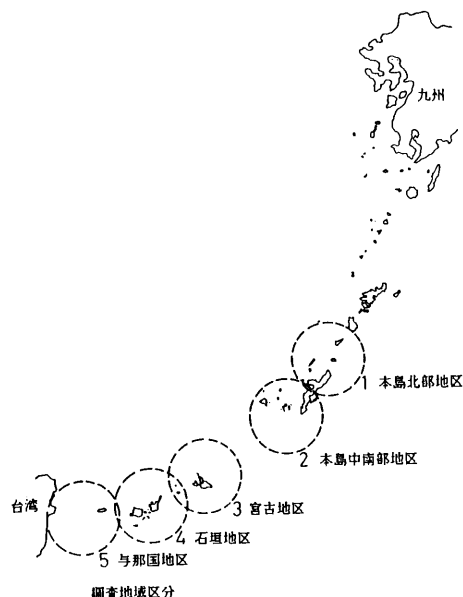 九州
1 本島北部地区
2 本島中南部地区
3 宮古地区
台湾
4 石垣地区
5 与那国地区
調査地域区分